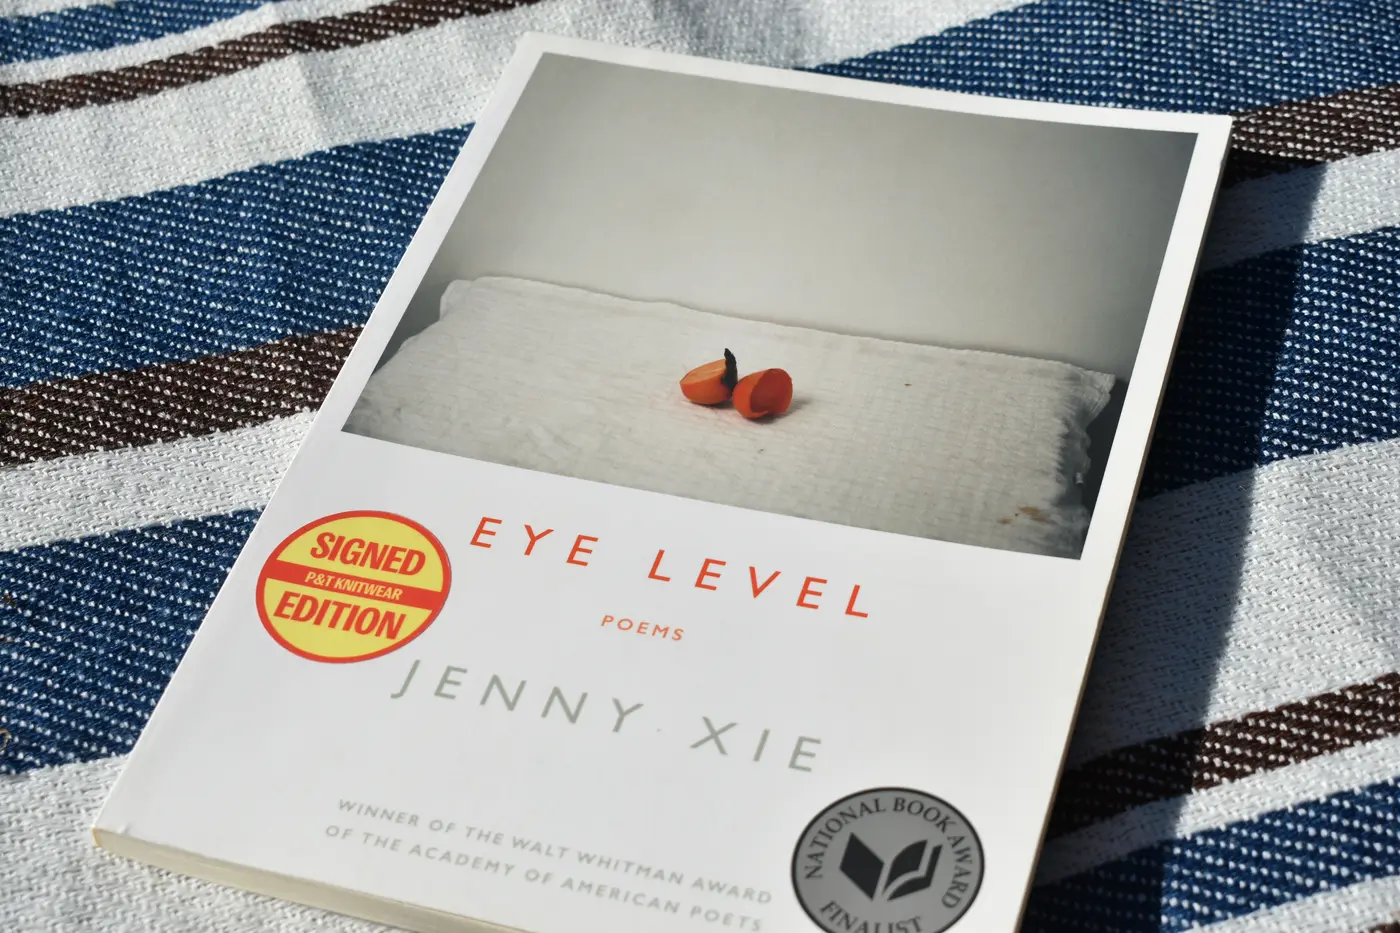 EYE LEVEL
SIGNED
P&T KNITWEAR
EDITION
POEMS
JENNY XIE
WINNER OF THE WALT WHITMAN AWARD
OF THE ACADEMY OF AMERICAN POETS
NATIONAL BOOK AWARD
FINALIST